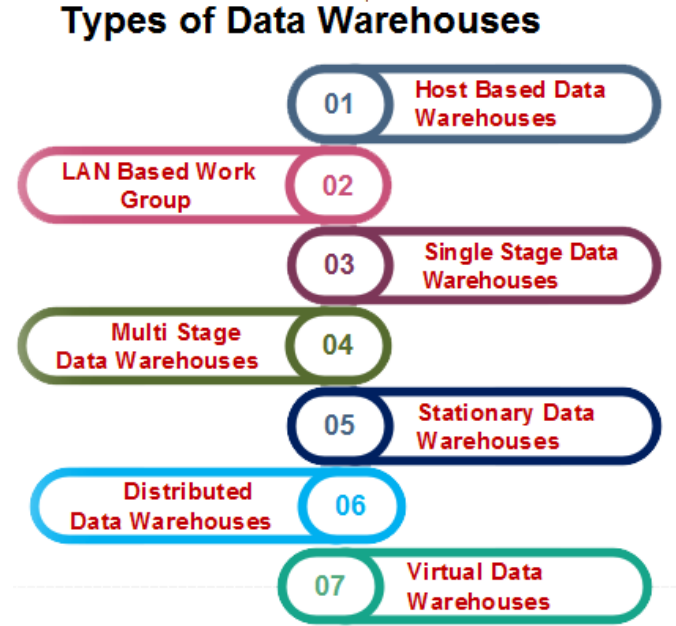 Types of Data Warehouses
01
Host Based Data
Warehouses
LAN Based Work
Group
02
03
Single Stage Data
Warehouses
Multi Stage
Data Warehouses
04
05
Stationary Data
Warehouses
Distributed
Data Warehouses
06
07
Virtual Data
Warehouses